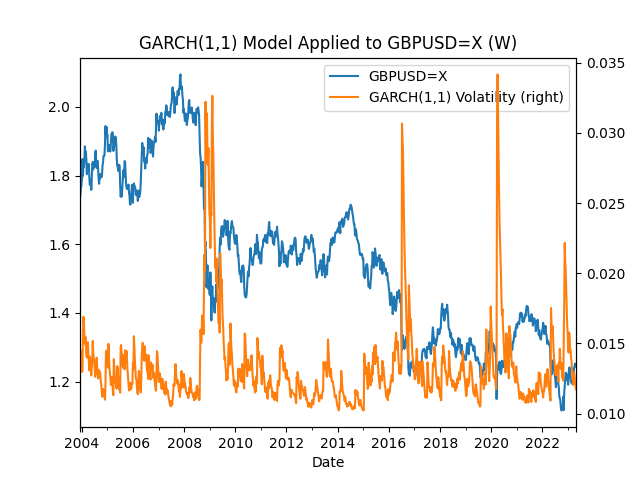 GARCH(1,1) Model Applied to GBPUSD=X (W)
GBPUSD=X
GARCH(1,1) Volatility (right)
2.0
1.8
1.6
1.4
1.2
0.035
0.030
0.025
0.020
0.015
0.010
2004 2006 2008 2010 2012 2014 2016 2018 2020 2022
Date